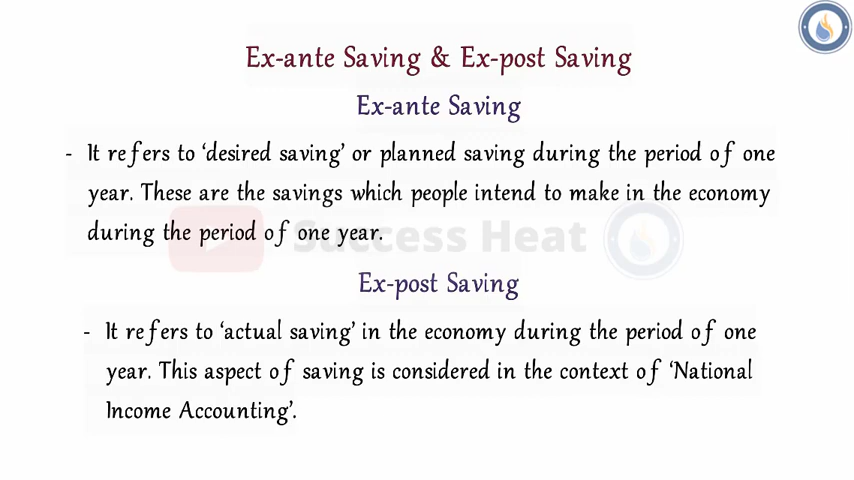 Ex-ante Saving & Ex-post Saving
Ex-ante Saving
- It refers to ‘desired saving’ or planned saving during the period of one
year. These are the savings which people intend to make in the economy
during the period of one year.
Success Heat
Ex-post Saving
- It refers to ‘actual saving’ in the economy during the period of one
year. This aspect of saving is considered in the context of ‘National
Income Accounting’.